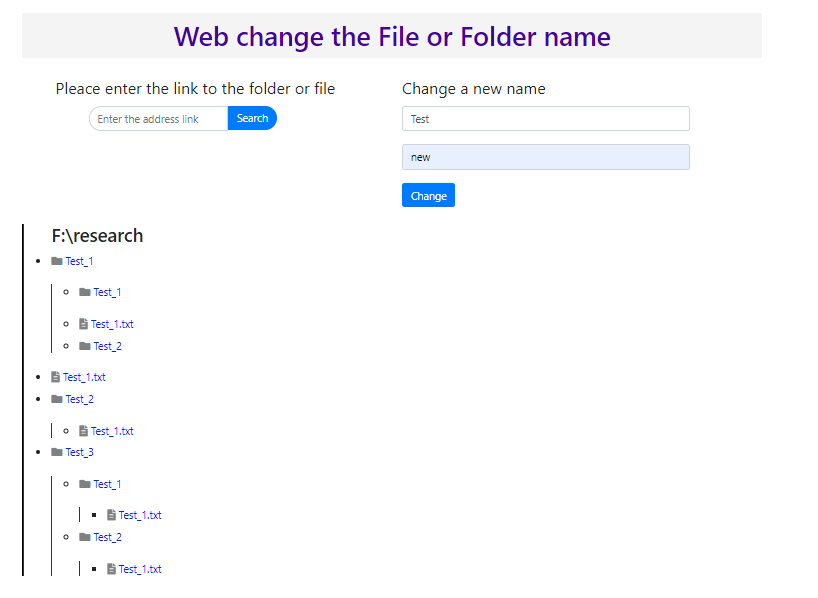 Web change the File or Folder name
Pleace enter the link to the folder or file
Enter the address link
Search
Change a new name
Test
new
Change
F:\research
Test_1
Test_1
Test_1.txt
Test_2
Test_1.txt
Test_2
Test_1.txt
Test_3
Test_1
Test_1.txt
Test_2
Test_1.txt